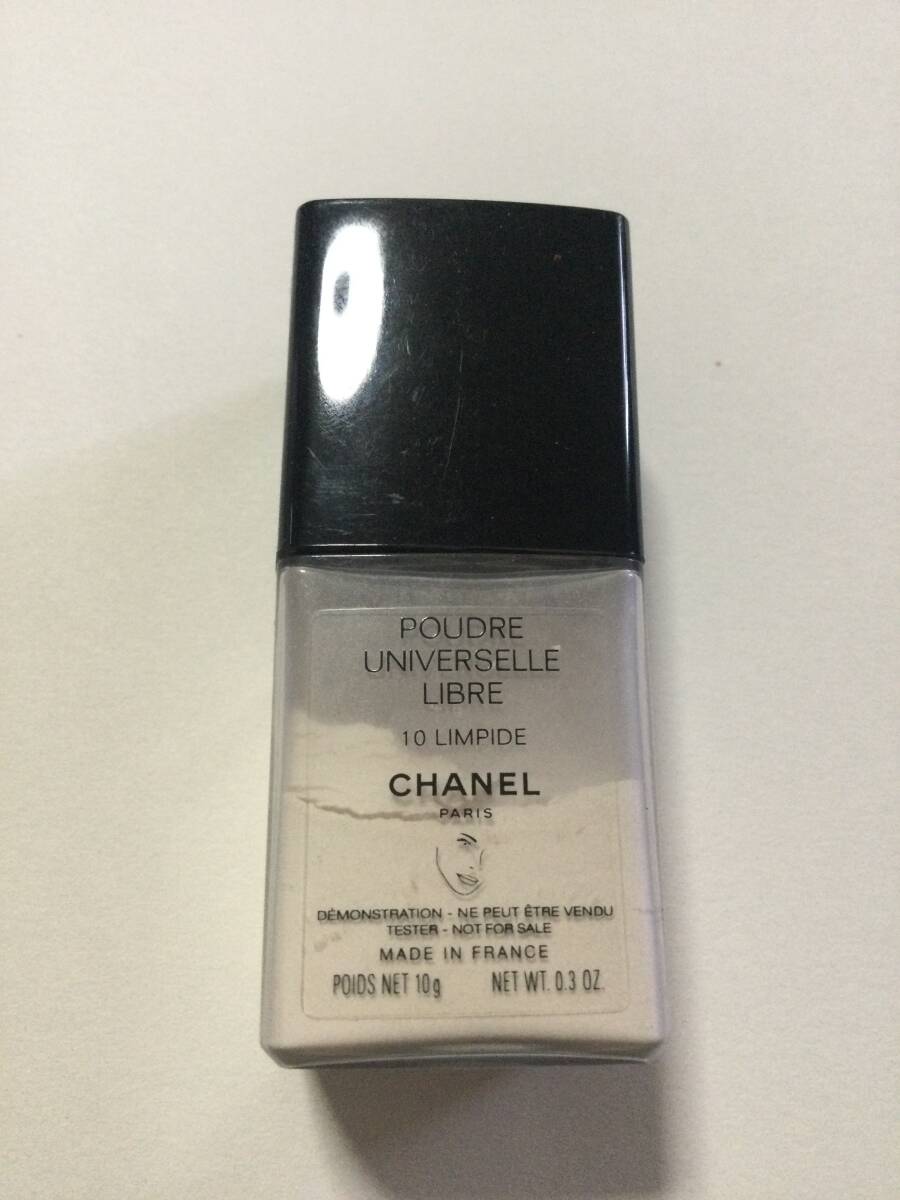 POUDRE
UNIVERSELLE
LIBRE
10 LIMPIDE
CHANEL
PARIS
DÉMONSTRATION - NE PEUT ÊTRE VENDU
TESTER - NOT FOR SALE
MADE IN FRANCE
POIDS NET 10g NET WT. 0.3 OZ.